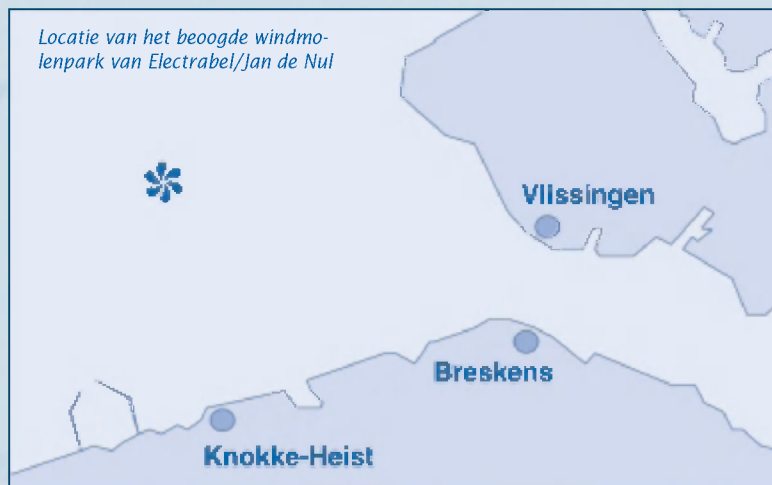 Locatie van het beoogde windmo-
lenpark van Electrabel/Jan de Nul
Vlissingen
Breskens
Knokke-Heist